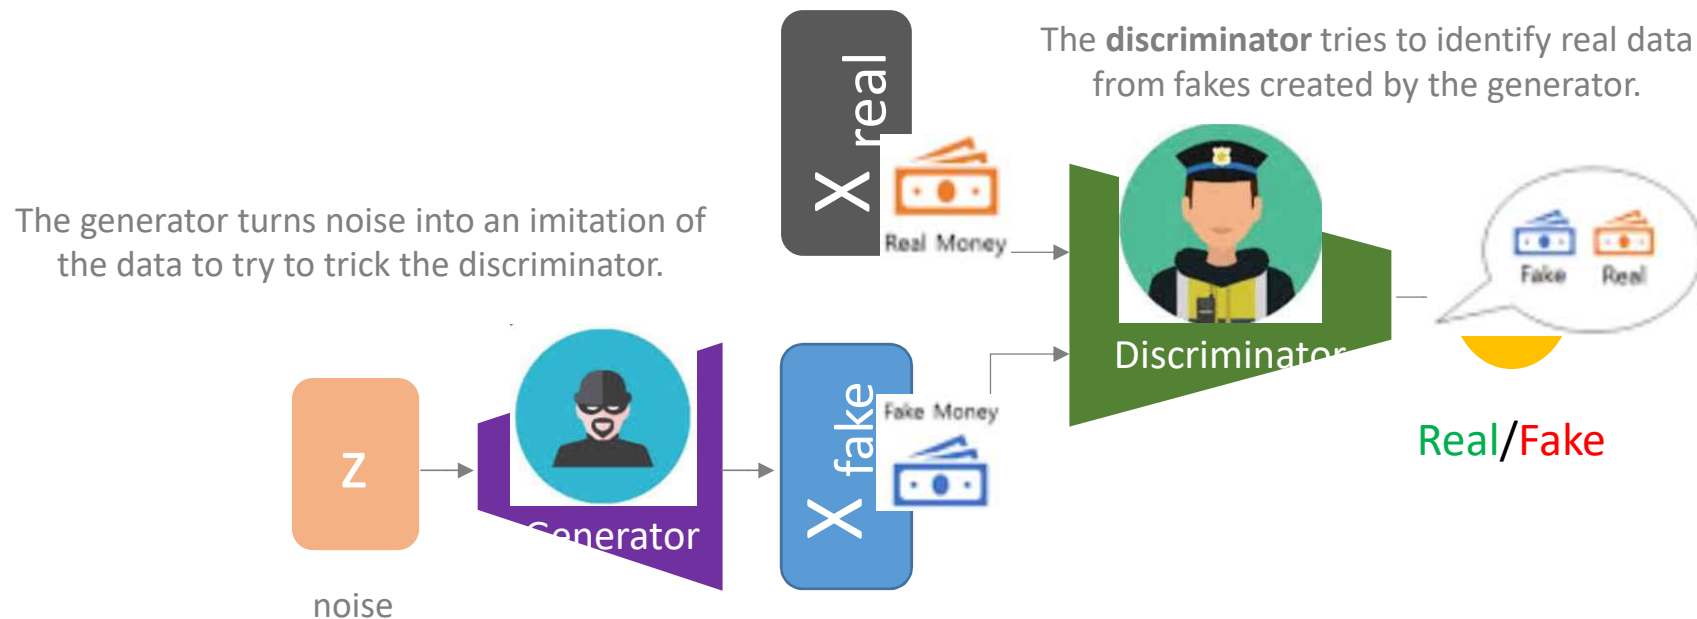 The discriminator tries to identify real data
from fakes created by the generator.
X real
Real Money
Fake Real
The generator turns noise into an imitation of
the data to try to trick the discriminator.
Discriminator
Z
Generator
X fake
Fake Money
Real/Fake
noise